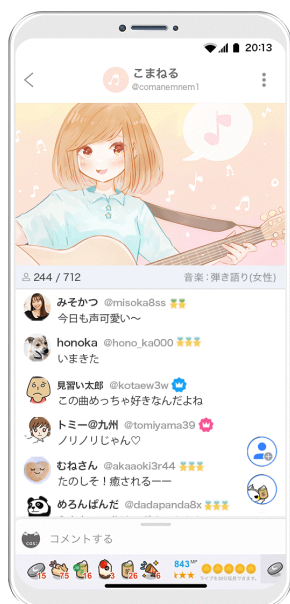 20:13
こまねる
@comanemnem1
244 / 712
音楽：弾き語り(女性)
みそかつ @misoka8ss
今日も声可愛い〜
honoka @hono_ka000
いまきた
見習い太郎 @kotaew3w
この曲めっちゃ好きなんだよね
トミー@九州 @tomiyama39
ノリノリじゃん♡
むねさん @akaaoki3r44
たのしそ！癒されるーー
めろんぱんだ @dadapanda8x
cas!
コメントする
15 75 16 3 26 6
843MP